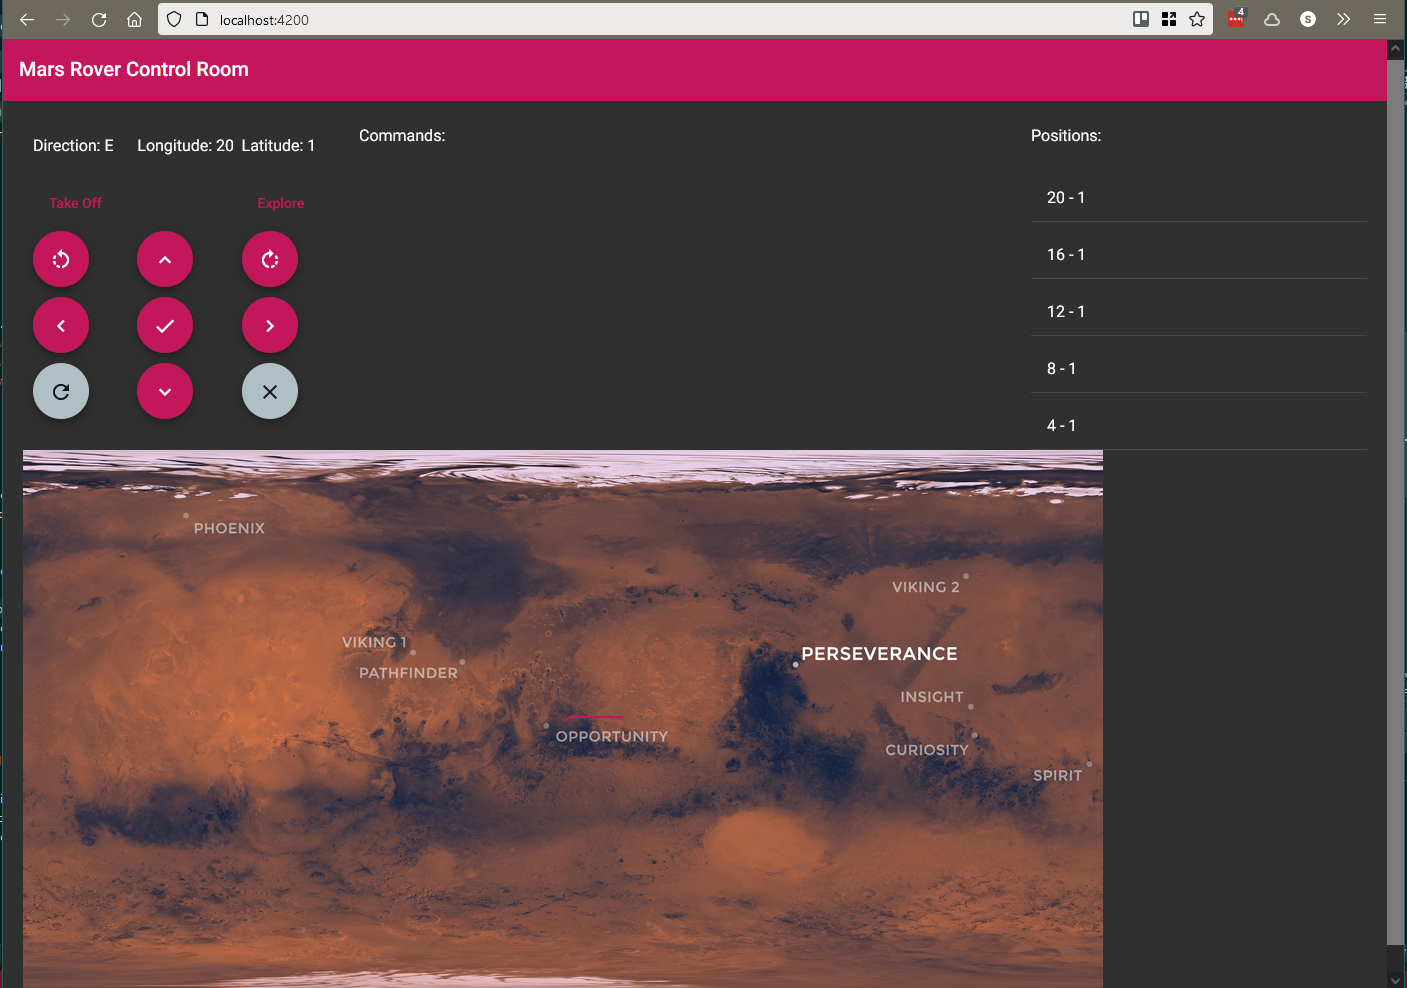 localhost:4200
4
S
Mars Rover Control Room
Direction: E Longitude: 20 Latitude: 1
Commands:
Positions:
Take Off Explore
20 - 1
16 - 1
12 - 1
8 - 1
4 - 1
PHOENIX
VIKING 2
VIKING 1
PERSEVERANCE
PATHFINDER
INSIGHT
OPPORTUNITY
CURIOSITY
SPIRIT